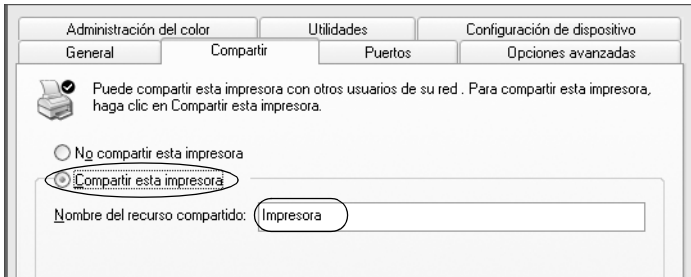 Administración del color
Utilidades
Configuración de dispositivo
General
Compartir
Puertos
Opciones avanzadas
Puede compartir esta impresora con otros usuarios de su red . Para compartir esta impresora,
haga clic en Compartir esta impresora.
No compartir esta impresora
Compartir esta impresora
Nombre del recurso compartido: Impresora